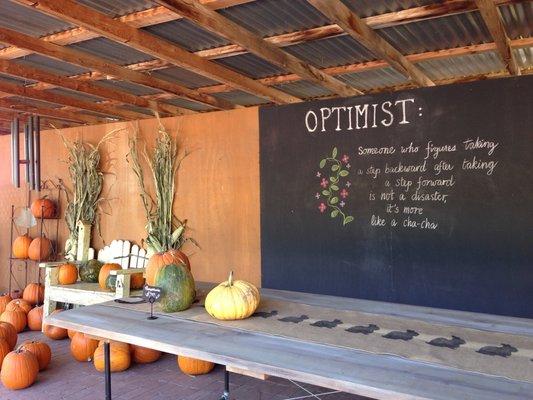 OPTIMIST:
Someone who figures taking
a step backward after taking
a step forward
is not a disaster,
it's more
like a cha-cha